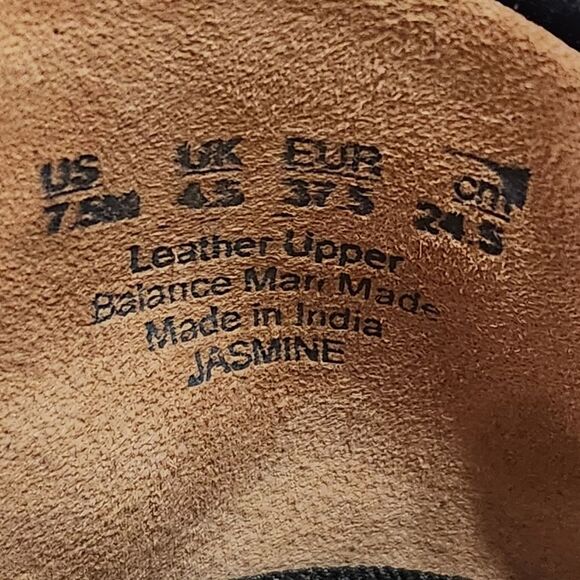 US UK EUR cm
7.5M 4.5 37.5 24.5
Leather Upper
Balance Man Made
Made in India
JASMINE